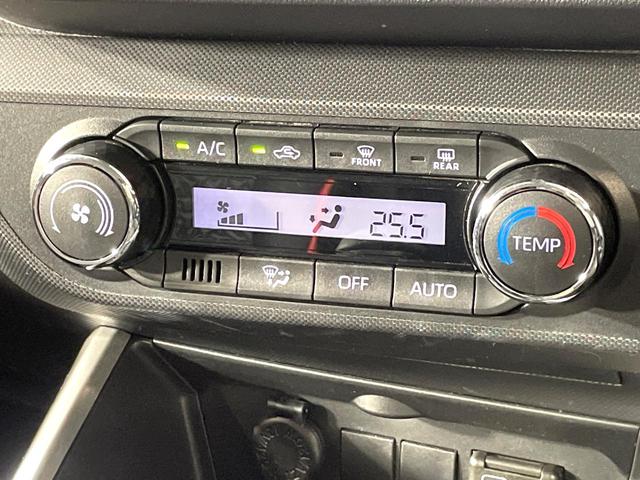 A/C
FRONT
REAR
25.5
TEMP
OFF
AUTO